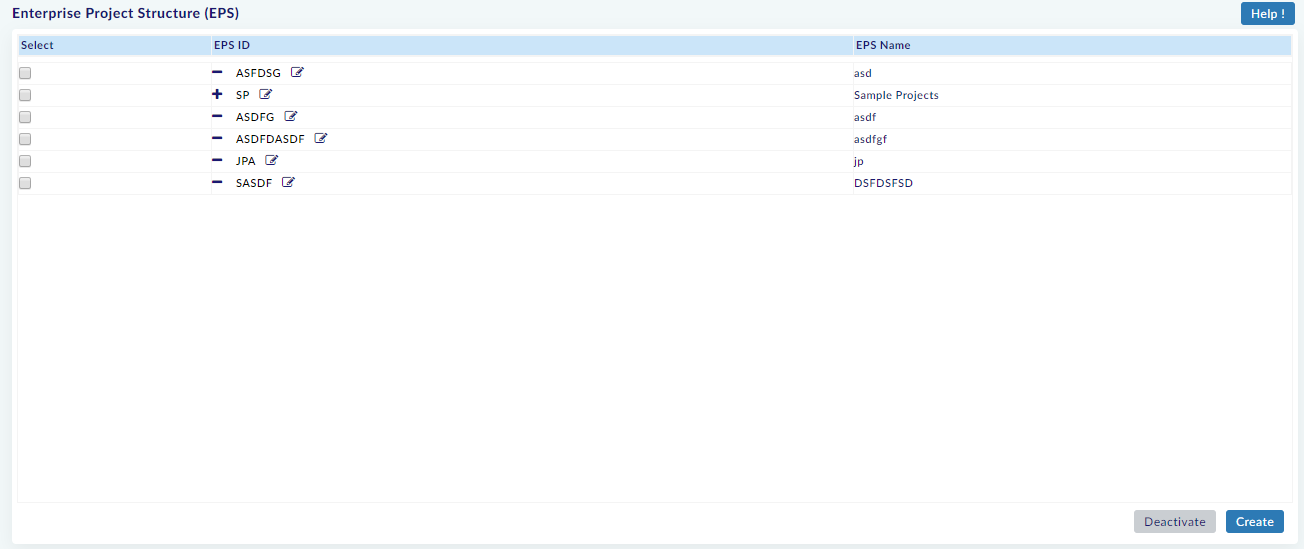 Enterprise Project Structure (EPS)
Help !
Select EPS ID EPS Name
ASFDSG asd
SP Sample Projects
ASDFG asdf
ASDFDASDF asdfgf
JPA jp
SASDF DSFDSFSD
Deactivate Create